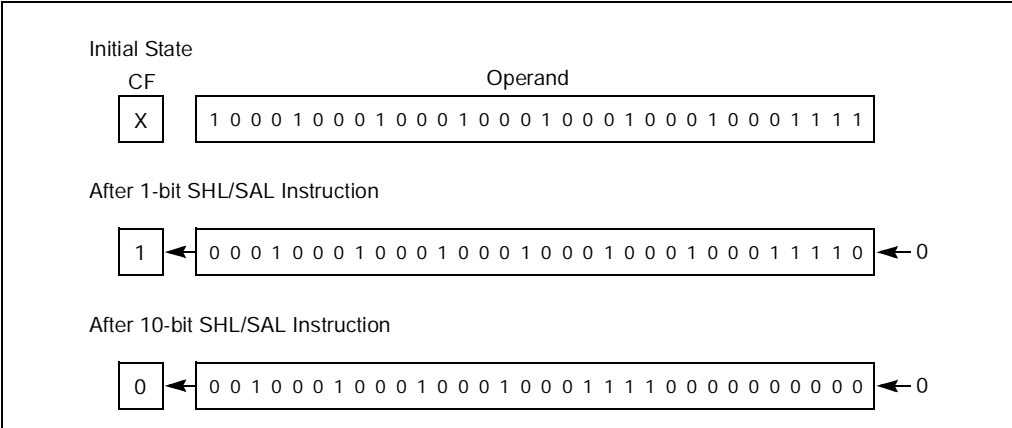 Initial State
CF Operand
X 1 0 0 0 1 0 0 0 1 0 0 0 1 0 0 0 1 0 0 0 1 0 0 0 1 0 0 0 1 1 1 1
After 1-bit SHL/SAL Instruction
1 0 0 0 1 0 0 0 1 0 0 0 1 0 0 0 1 0 0 0 1 0 0 0 1 0 0 0 1 1 1 1 0 0
After 10-bit SHL/SAL Instruction
0 0 0 1 0 0 0 1 0 0 0 1 0 0 0 1 0 0 0 1 1 1 1 0 0 0 0 0 0 0 0 0 0 0